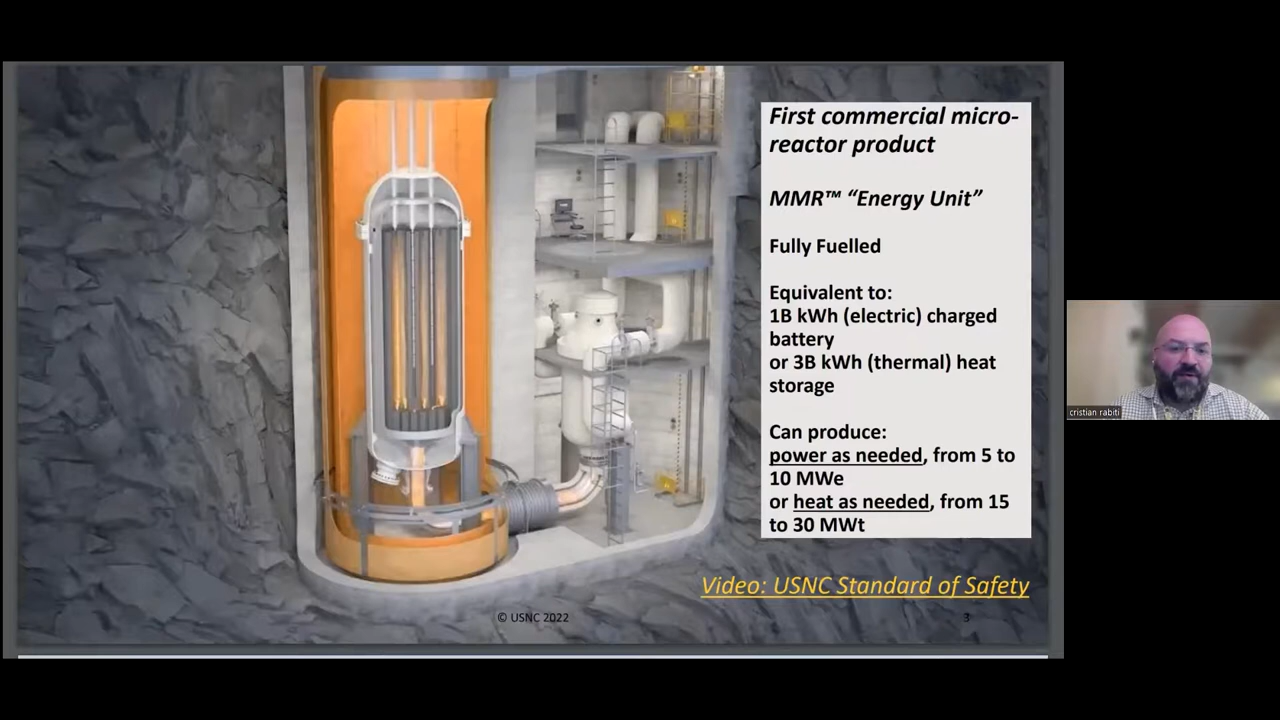 First commercial micro-
reactor product
MMR™ “Energy Unit”
Fully Fuelled
Equivalent to:
1B kWh (electric) charged
battery
or 3B kWh (thermal) heat
storage
Can produce:
power as needed, from 5 to
10 MWe
or heat as needed, from 15
to 30 MWt
Video: USNC Standard of Safety
© USNC 2022
3
cristian rabiti